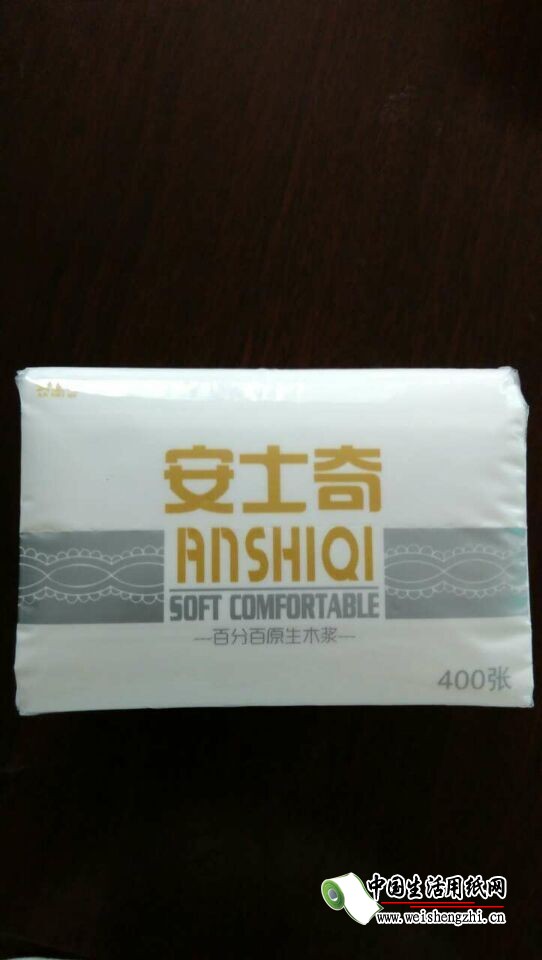 安士奇
ANSHIQI
SOFT COMFORTABLE
---百分百原生木浆---
400张
中国生活用纸网
www.weishengzhi.cn